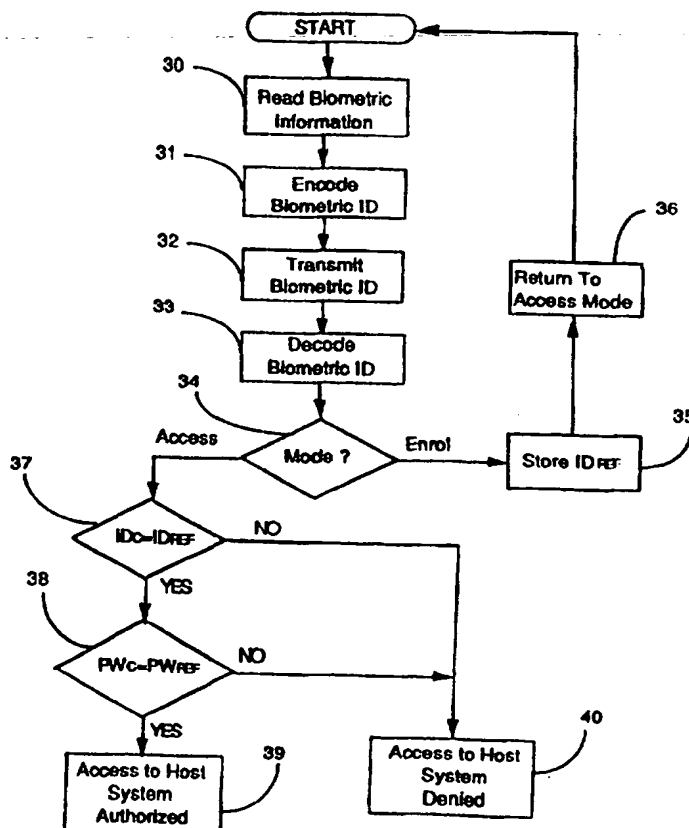 START
30
Read Biometric
Information
31
Encode
Biometric ID
32
Transmit
Biometric ID
33
Decode
Biometric ID
36
Return To
Access Mode
34
Mode ?
Access
Enrol
35
Store IDREF
37
IDC=IDREF
NO
YES
38
PWC=PWREF
NO
YES
39
Access to Host
System
Authorized
40
Access to Host
System
Denied